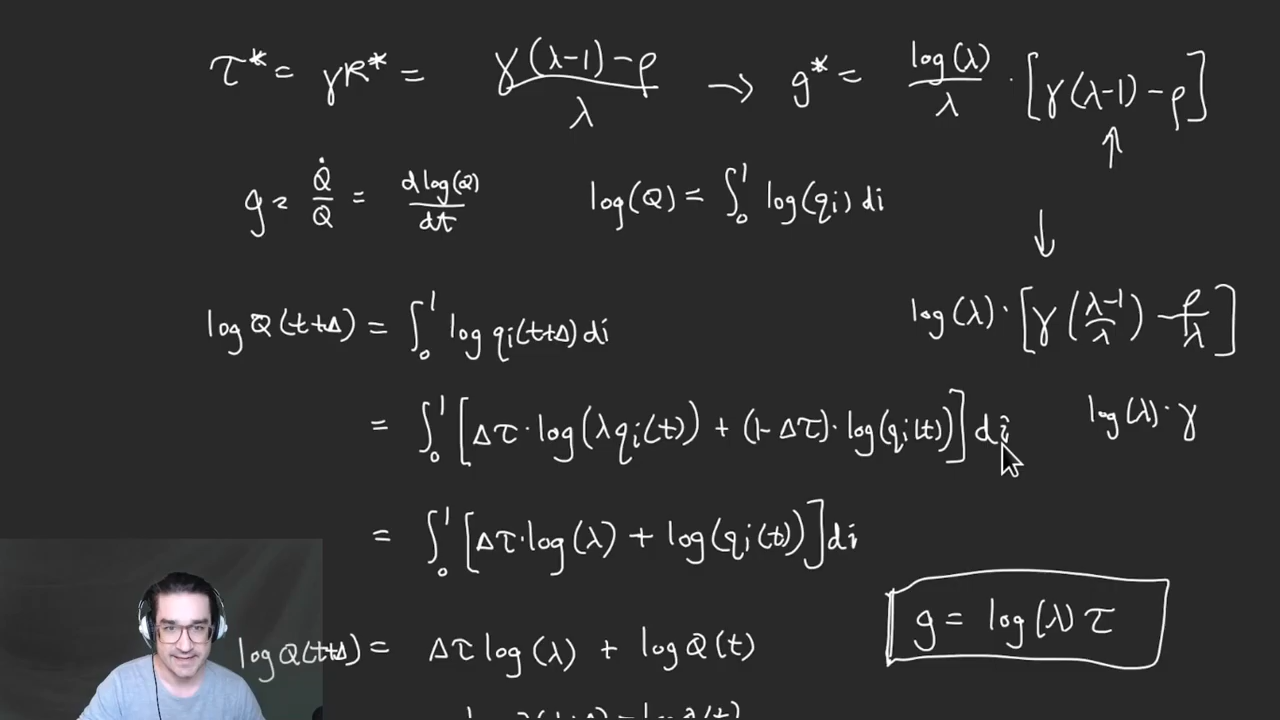 τ* = γR* = γ(λ-1)-ρ / λ → g* = log(λ)/λ · [γ(λ-1)-ρ]
↑
g = Q̇/Q = d log(Q)/dt    log(Q) = ∫₀¹ log(qi) di
↓
log Q(t+Δ) = ∫₀¹ log qi(t+Δ) di    log(λ) · [γ(λ-1/λ) - ρ/λ]
= ∫₀¹ [Δτ · log(λqi(t)) + (1-Δτ) · log(qi(t))] di    log(λ) · γ
= ∫₀¹ [Δτ · log(λ) + log(qi(t))] di
g = log(λ) τ
log Q(t+Δ) = Δτ log(λ) + log Q(t)